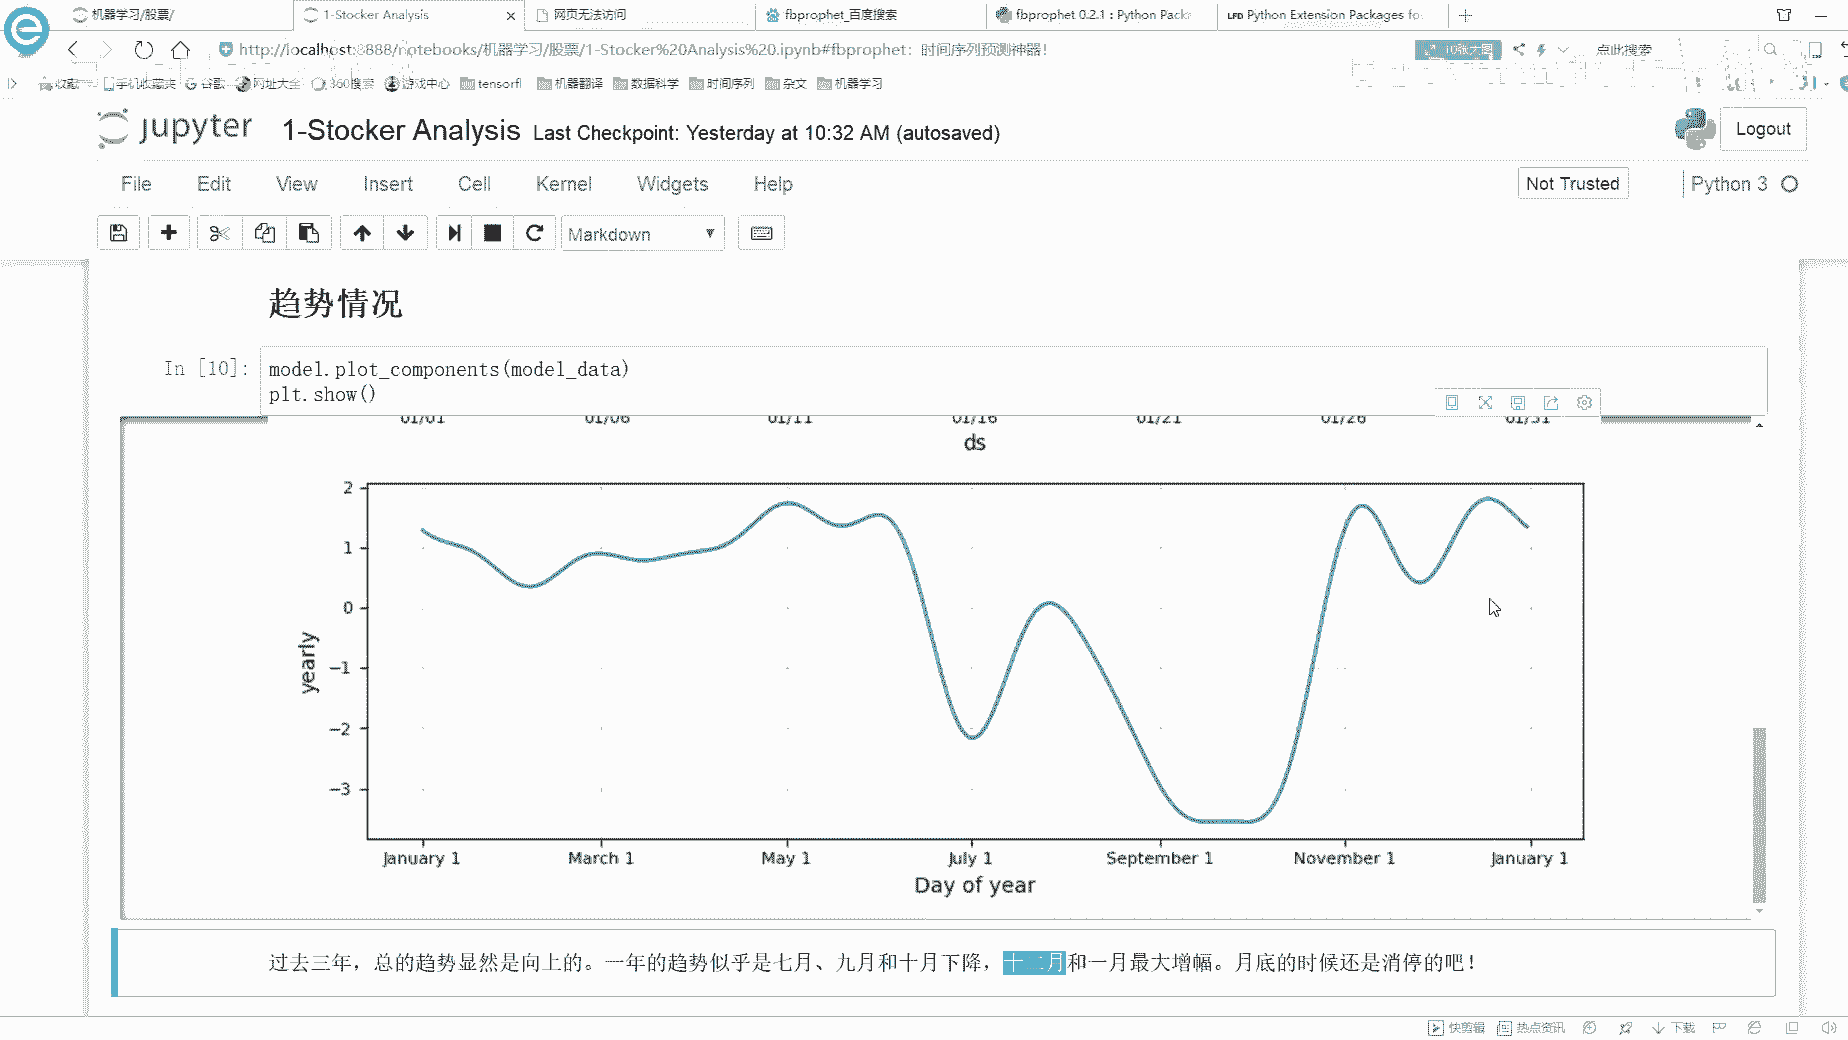 机器学习/股票/
1-Stocker Analysis
网页无法访问
fbprophet_百度搜索
fbprophet 0.2.1 : Python Packa
LFD Python Extension Packages fo
http://localhost:8888/notebooks/机器学习/股票/1-Stocker%20Analysis%20.ipynb#fbprophet：时间序列预测神器！
10张大图
点此搜索
收藏
手机收藏夹
谷歌
网址大全
360搜索
游戏中心
tensorfl
机器翻译
数据科学
时间序列
杂文
机器学习
jupyter
1-Stocker Analysis
Last Checkpoint: Yesterday at 10:32 AM (autosaved)
Logout
File Edit View Insert Cell Kernel Widgets Help
Not Trusted
Python 3
Markdown
趋势情况
In [10]:
model.plot_components(model_data)
plt.show()
01/01 01/06 01/11 01/16 01/21 01/26 01/31
ds
2
1
0
−1
−2
−3
yearly
January 1 March 1 May 1 July 1 September 1 November 1 January 1
Day of year
过去三年，总的趋势显然是向上的。一年的趋势似乎是七月、九月和十月下降，十二月和一月最大增幅。月底的时候还是消停的吧！
快剪辑
热点资讯
下载